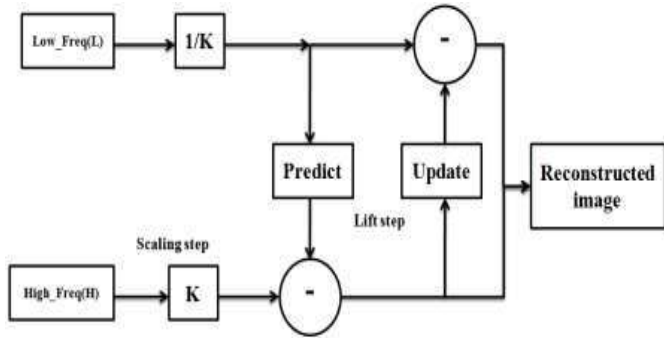 Low_Freq(L)
1/K
-
Predict
Update
Reconstructed
image
Lift step
Scaling step
High_Freq(H)
K
-